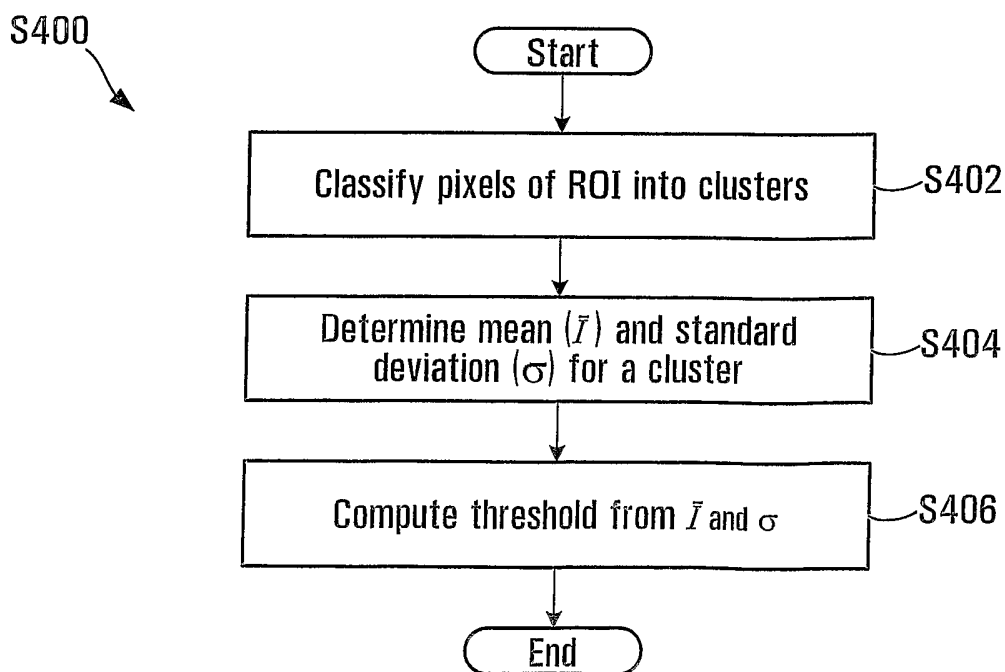 S400
Start
Classify pixels of ROI into clusters
S402
Determine mean (Ī) and standard
deviation (σ) for a cluster
S404
Compute threshold from Ī and σ
S406
End